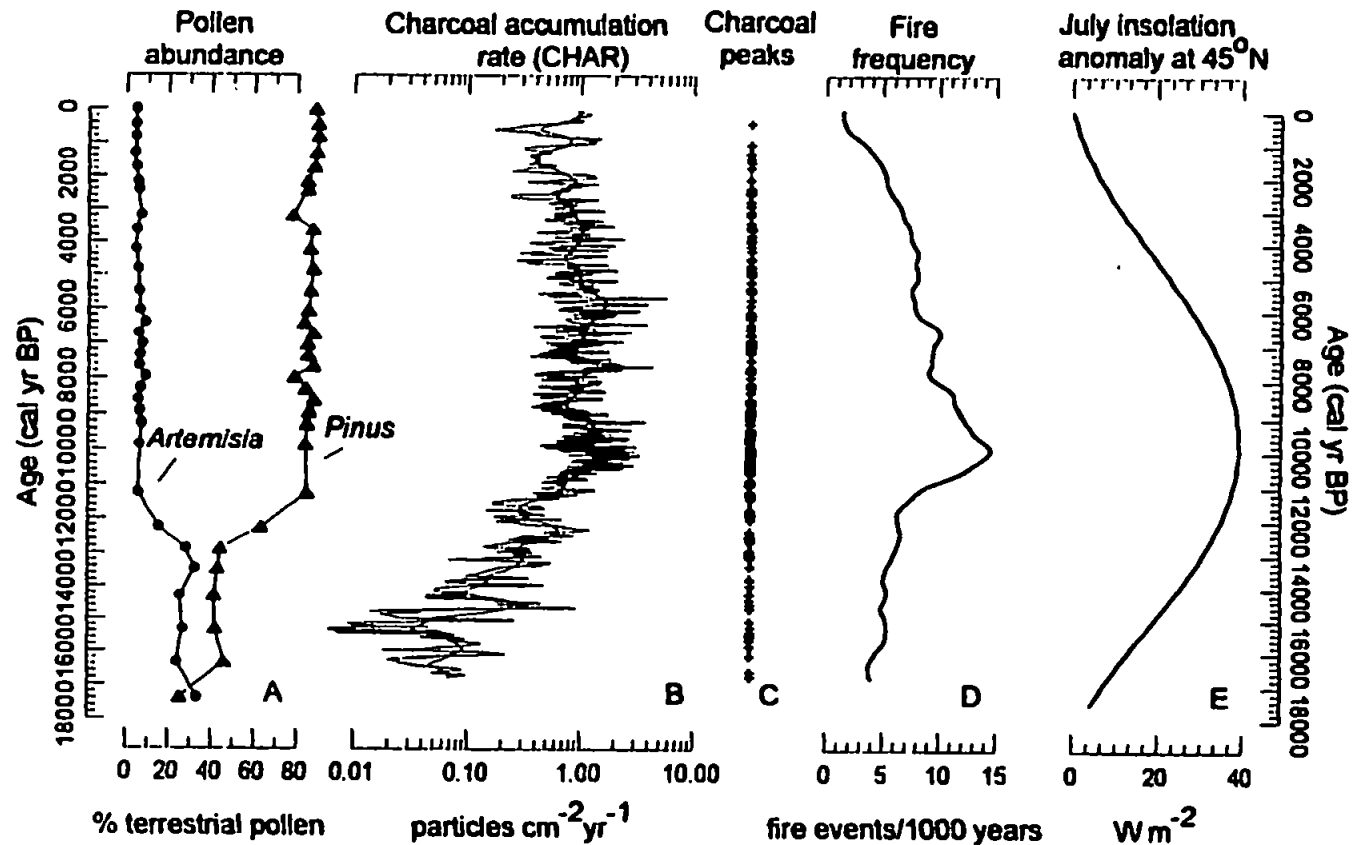 Pollen
abundance
Charcoal accumulation
rate (CHAR)
Charcoal
peaks
Fire
frequency
July insolation
anomaly at 45°N
Age (cal yr BP)
0
2000
4000
6000
8000
10000
12000
14000
16000
18000
Artemisia
Pinus
A
B
C
D
E
0
2000
4000
6000
8000
10000
12000
14000
16000
18000
Age (cal yr BP)
0 20 40 60 80
0.01 0.10 1.00 10.00
0 5 10 15
0 20 40
% terrestrial pollen
particles cm⁻²yr⁻¹
fire events/1000 years
W m⁻²